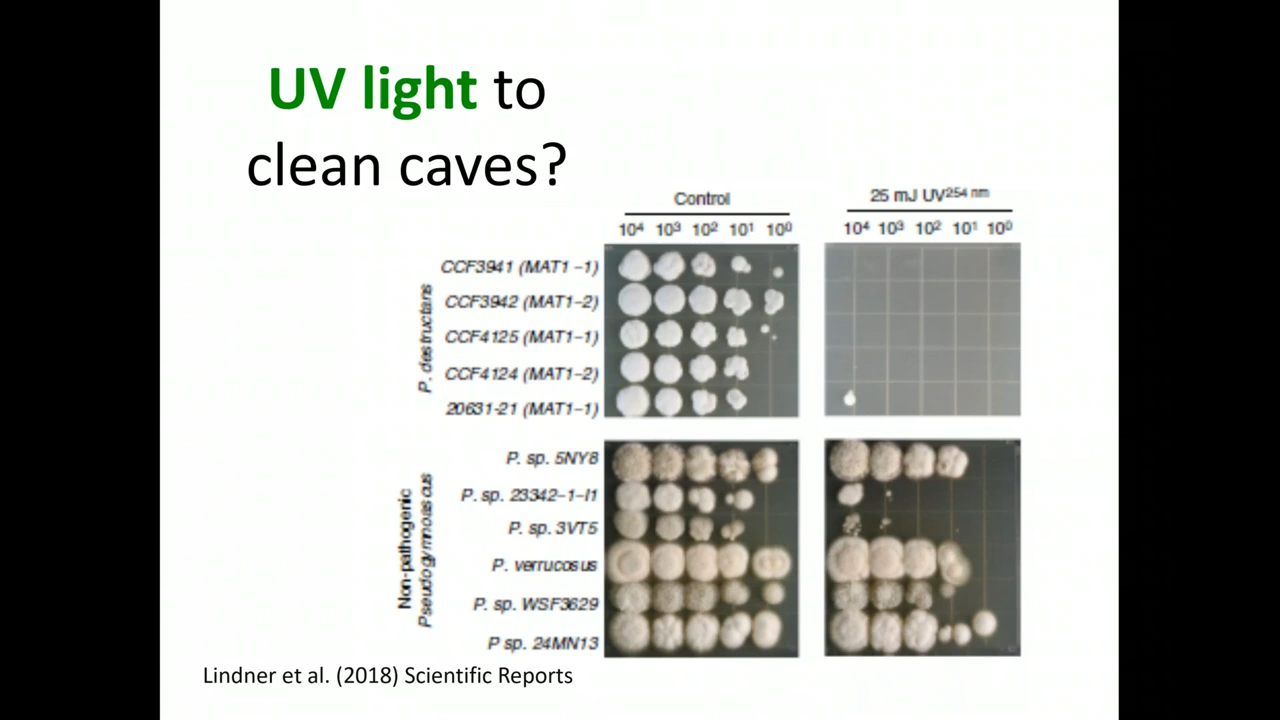 UV light to
clean caves?
Control
10⁴ 10³ 10² 10¹ 10⁰
25 mJ UV254 nm
10⁴ 10³ 10² 10¹ 10⁰
P. destructans
CCF3941 (MAT1-1)
CCF3942 (MAT1-2)
CCF4125 (MAT1-1)
CCF4124 (MAT1-2)
20631-21 (MAT1-1)
Non-pathogenic
Pseudogymnoascus
P. sp. 5NY8
P. sp. 23342-1-I1
P. sp. 3VT5
P. verrucosus
P. sp. WSF3629
P sp. 24MN13
Lindner et al. (2018) Scientific Reports